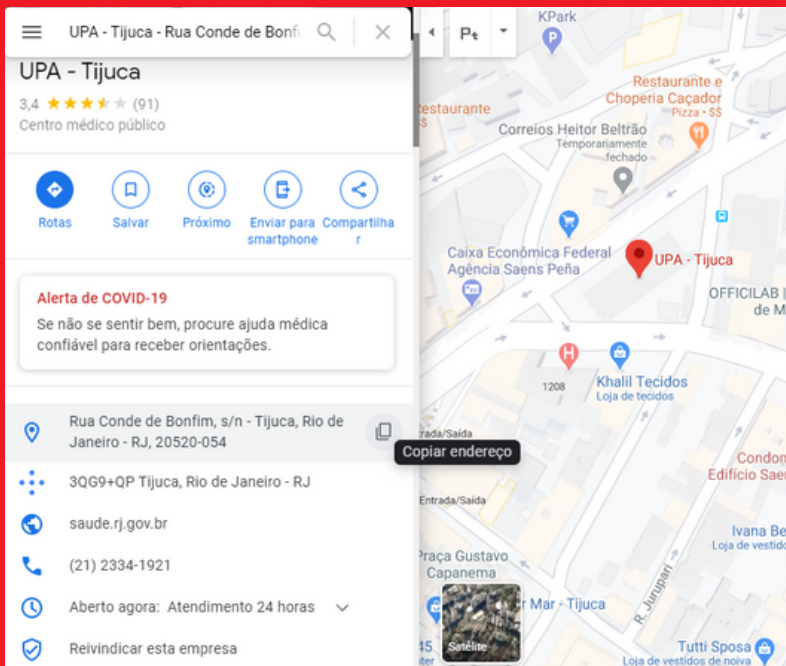 UPA - Tijuca - Rua Conde de Bonfi
UPA - Tijuca
3,4 (91)
Centro médico público
Rotas
Salvar
Próximo
Enviar para
smartphone
Compartilha
r
Alerta de COVID-19
Se não se sentir bem, procure ajuda médica
confiável para receber orientações.
Rua Conde de Bonfim, s/n - Tijuca, Rio de
Janeiro - RJ, 20520-054
Copiar endereço
3QG9+QP Tijuca, Rio de Janeiro - RJ
saude.rj.gov.br
(21) 2334-1921
Aberto agora: Atendimento 24 horas
Reivindicar esta empresa
KPark
P
Restaurante e
Choperia Caçador
Pizza - $$
estaurante
$
Correios Heitor Beltrão
Temporariamente
fechado
Caixa Econômica Federal
Agência Saens Peña
UPA - Tijuca
OFFICILAB |
de M
H
1208
Khalil Tecidos
Loja de tecidos
rada/Saída
Condon
Edifício Sae
Entrada/Saída
Ivana Be
Loja de vestido
Praça Gustavo
Capanema
R. Jurupari
r Mar - Tijuca
45
ter
Satélite
Tutti Sposa
Loja de vestidos de noiva